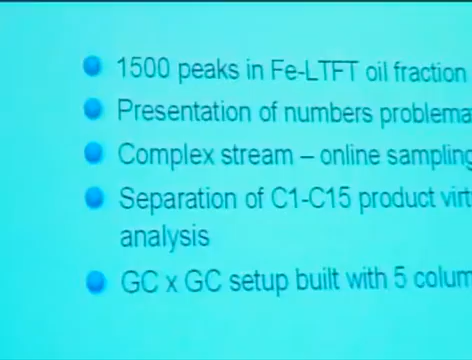 1500 peaks in Fe-LTFT oil fraction
Presentation of numbers
Complex stream – online sampling
Separation of C1-C15 product
analysis
GC x GC setup built with 5